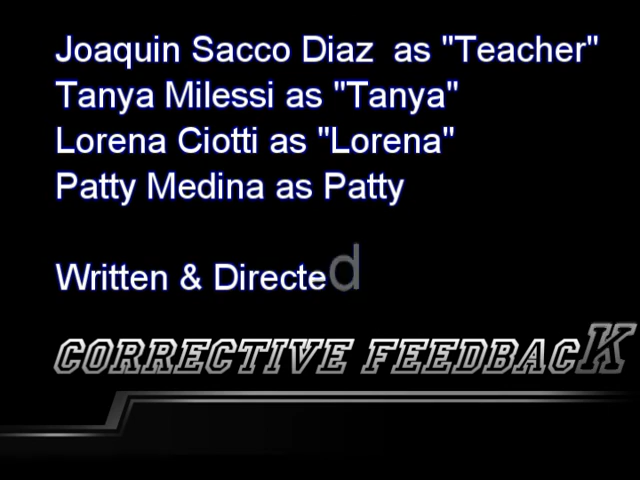 Joaquin Sacco Diaz  as "Teacher"
Tanya Milessi as "Tanya"
Lorena Ciotti as "Lorena"
Patty Medina as Patty
Written & Directed
CORRECTIVE FEEDBACK